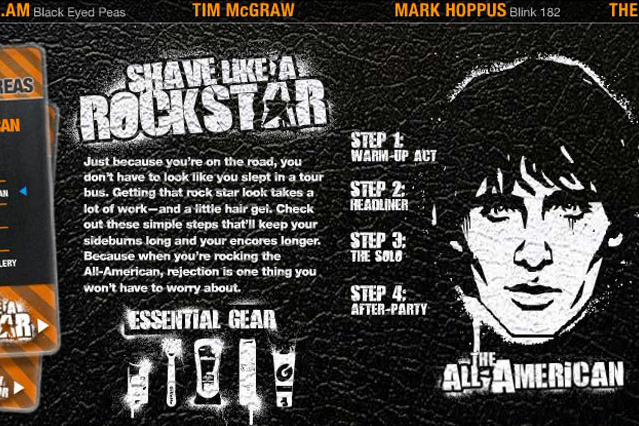 .AM Black Eyed Peas TIM McGRAW MARK HOPPUS Blink 182 THE
REAS
AN
AN
LERY
SHAVE LIKE A
ROCKSTAR
Just because you're on the road, you
don't have to look like you slept in a tour
bus. Getting that rock star look takes a
lot of work—and a little hair gel. Check
out these simple steps that'll keep your
sideburns long and your encores longer.
Because when you're rocking the
All-American, rejection is one thing you
won't have to worry about.
ESSENTIAL GEAR
G
STEP 1:
WARM-UP ACT
STEP 2:
HEADLINER
STEP 3:
THE SOLO
STEP 4:
AFTER-PARTY
THE
ALL-AMERICAN